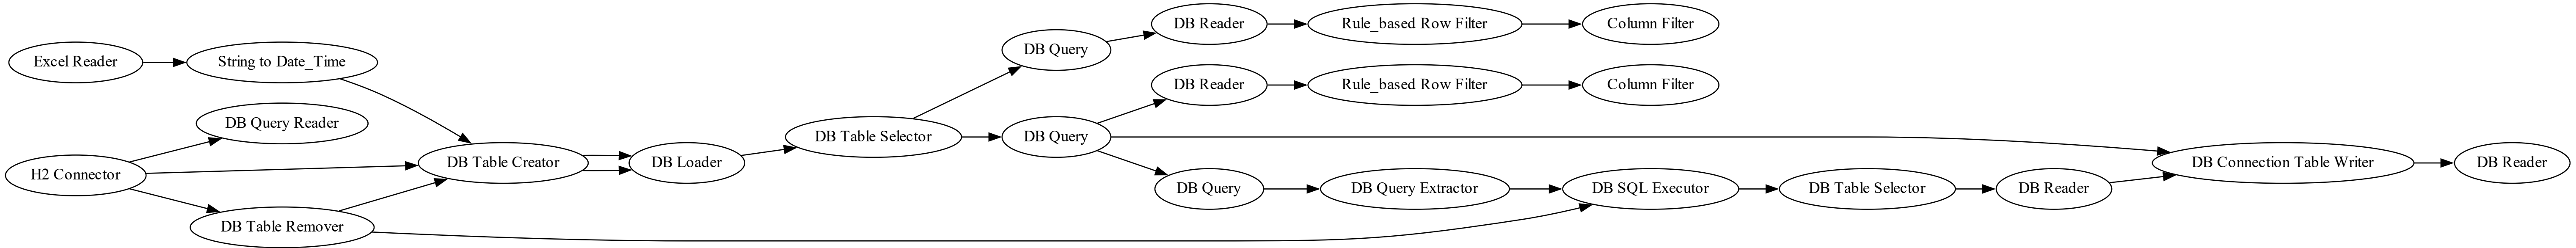 Excel Reader
String to Date_Time
DB Query Reader
H2 Connector
DB Table Remover
DB Table Creator
DB Loader
DB Table Selector
DB Query
DB Reader
Rule_based Row Filter
Column Filter
DB Query
DB Reader
Rule_based Row Filter
Column Filter
DB Query
DB Query Extractor
DB SQL Executor
DB Table Selector
DB Reader
DB Connection Table Writer
DB Reader